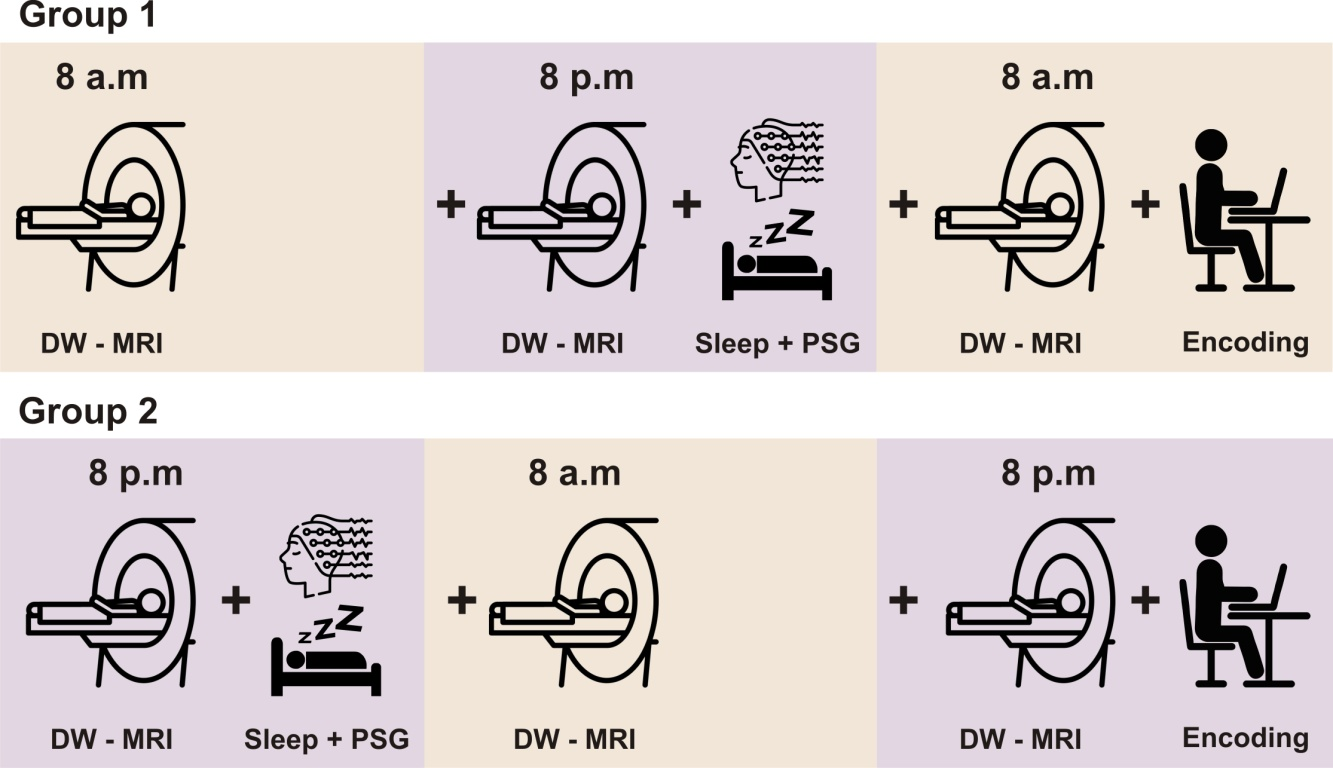 Group 1
8 a.m
8 p.m
8 a.m
+
+
+
+
z z Z
DW - MRI
DW - MRI
Sleep + PSG
DW - MRI
Encoding
Group 2
8 p.m
8 a.m
8 p.m
+
+
+
+
z z Z
DW - MRI
Sleep + PSG
DW - MRI
DW - MRI
Encoding